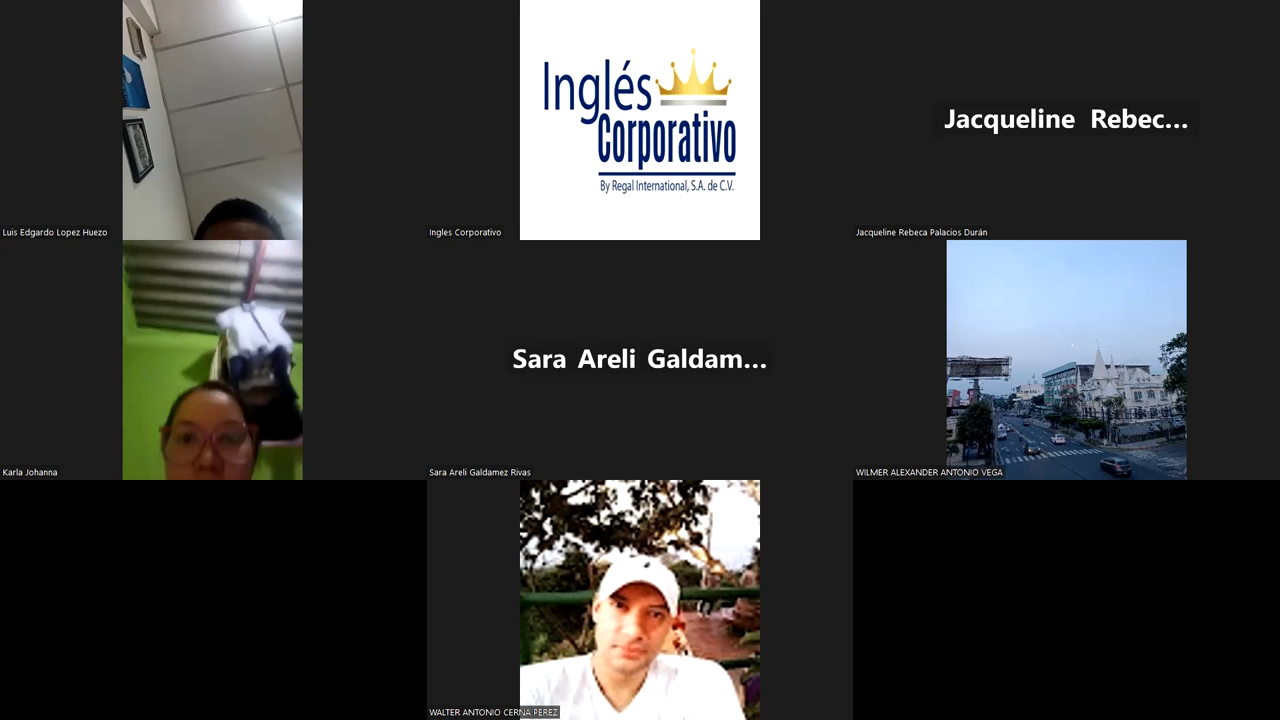 Inglés
Corporativo
By Regal International, S.A. de C.V.
Jacqueline Rebec...
Luis Edgardo Lopez Huezo
Ingles Corporativo
Jacqueline Rebeca Palacios Durán
Sara Areli Galdam...
Karla Johanna
Sara Areli Galdamez Rivas
WILMER ALEXANDER ANTONIO VEGA
WALTER ANTONIO CERNA PEREZ